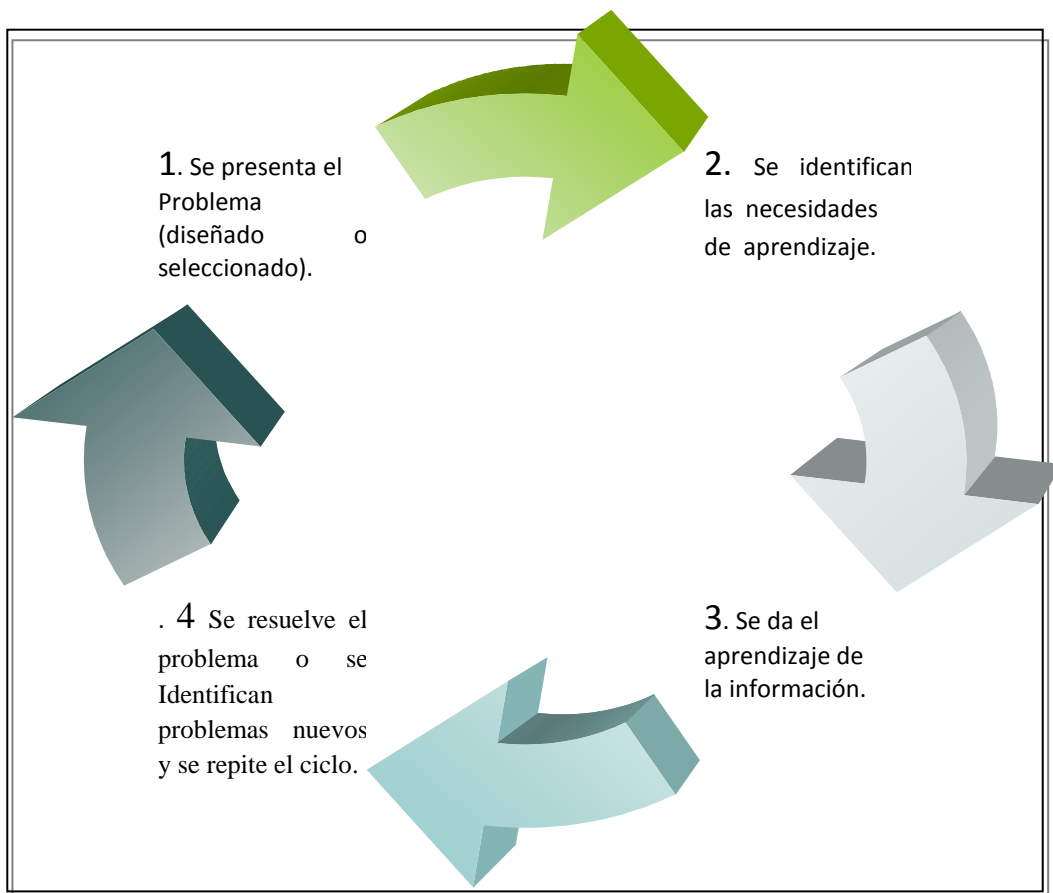 1. Se presenta el
Problema
(diseñado o
seleccionado).
2. Se identifican
las necesidades
de aprendizaje.
3. Se da el
aprendizaje de
la información.
. 4 Se resuelve el
problema o se
Identifican
problemas nuevos
y se repite el ciclo.